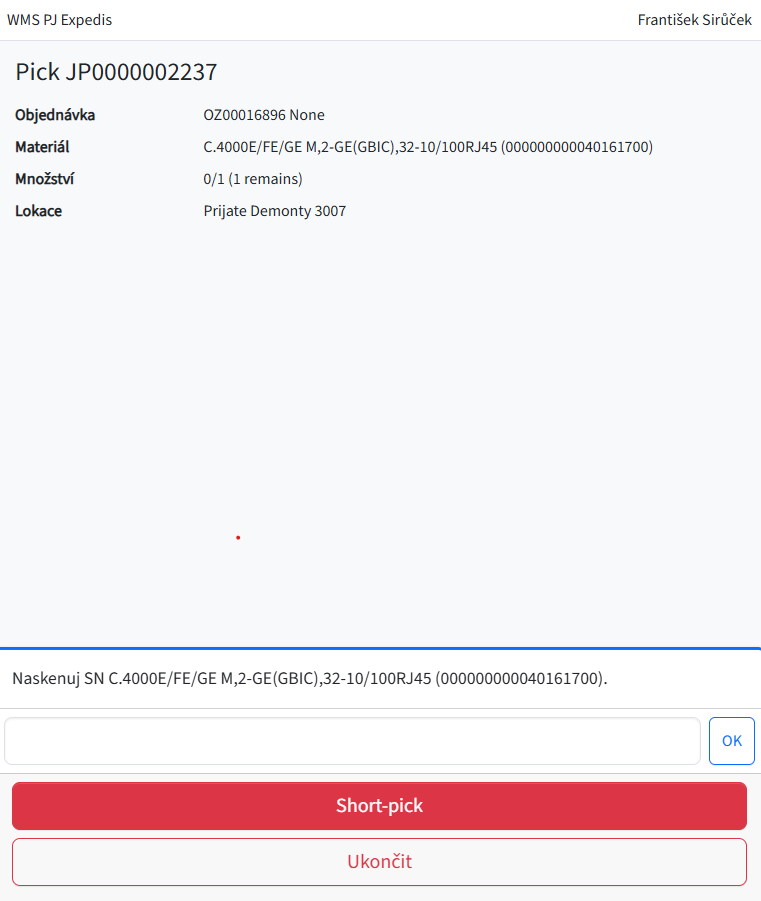 WMS PJ Expedis František Sirůček
Pick JP0000002237
Objednávka OZ00016896 None
Materiál C.4000E/FE/GE M,2-GE(GBIC),32-10/100RJ45 (000000000040161700)
Množství 0/1 (1 remains)
Lokace Prijate Demonty 3007
Naskenuj SN C.4000E/FE/GE M,2-GE(GBIC),32-10/100RJ45 (000000000040161700).
OK
Short-pick
Ukončit